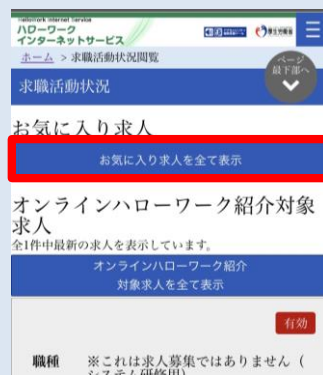 HelloWork Internet Service
ハローワーク
インターネットサービス
厚生労働省
ホーム > 求職活動状況閲覧
ページ
最下部へ
求職活動状況
お気に入り求人
お気に入り求人を全て表示
オンラインハローワーク紹介対象
求人
全1件中最新の求人を表示しています。
オンラインハローワーク紹介
対象求人を全て表示
有効
職種 ※これは求人募集ではありません（
システム研修用）